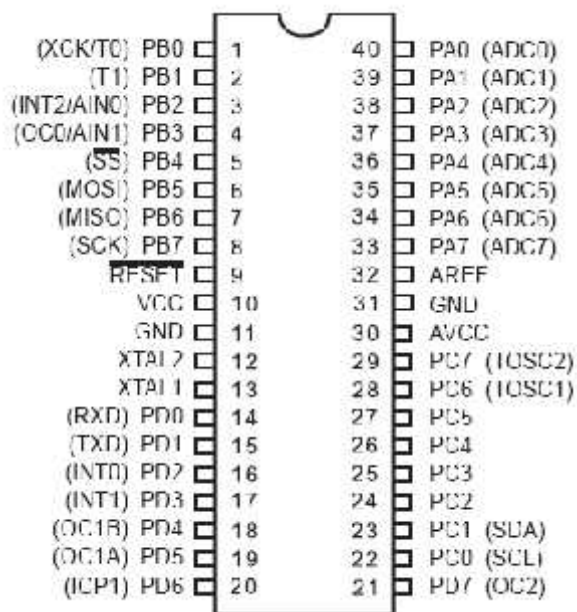 (XCK/T0) PB0 1 40 PA0 (ADC0)
(T1) PB1 2 39 PA1 (ADC1)
(INT2/AIN0) PB2 3 38 PA2 (ADC2)
(OC0/AIN1) PB3 4 37 PA3 (ADC3)
(SS) PB4 5 36 PA4 (ADC4)
(MOSI) PB5 6 35 PA5 (ADC5)
(MISO) PB6 7 34 PA6 (ADC6)
(SCK) PB7 8 33 PA7 (ADC7)
RESET 9 32 AREF
VCC 10 31 GND
GND 11 30 AVCC
XTAL2 12 29 PC7 (TOSC2)
XTAL1 13 28 PC6 (TOSC1)
(RXD) PD0 14 27 PC5
(TXD) PD1 15 26 PC4
(INT0) PD2 16 25 PC3
(INT1) PD3 17 24 PC2
(OC1B) PD4 18 23 PC1 (SDA)
(OC1A) PD5 19 22 PC0 (SCL)
(ICP1) PD6 20 21 PD7 (OC2)